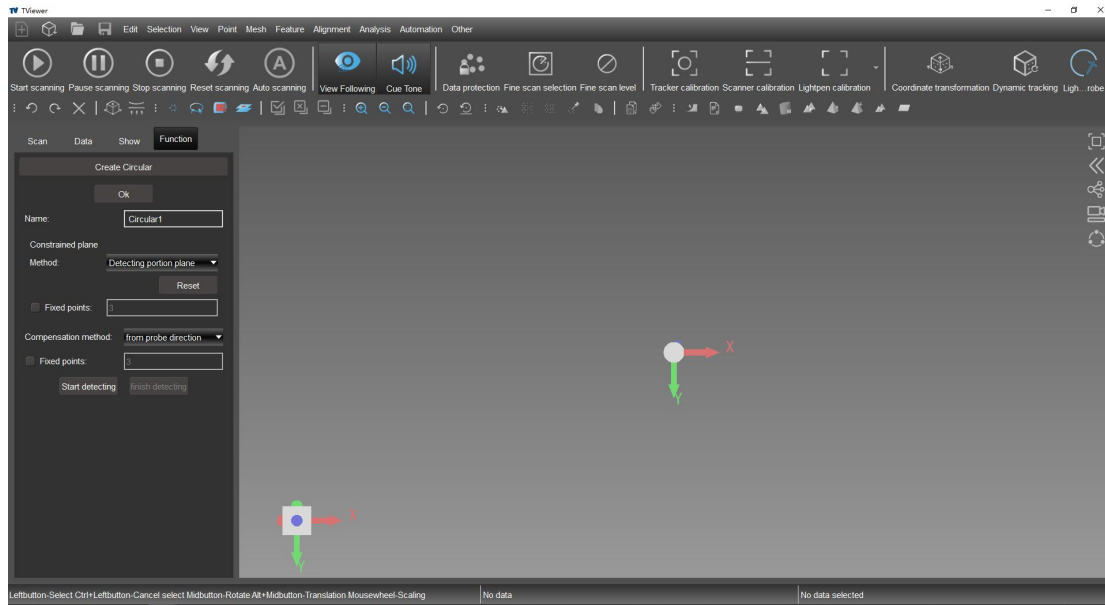 TViewer
Edit Selection View Point Mesh Feature Alignment Analysis Automation Other
Start scanning Pause scanning Stop scanning Reset scanning Auto scanning View Following Cue Tone Data protection Fine scan selection Fine scan level Tracker calibration Scanner calibration Lightpen calibration Coordinate transformation Dynamic tracking Ligh...robe
Scan Data Show Function
Create Circular
Ok
Name: Circular1
Constrained plane
Method: Detecting portion plane
Reset
Fixed points: 3
Compensation method: from probe direction
Fixed points: 3
Start detecting finish detecting
X
Y
X
Y
Leftbutton-Select Ctrl+Leftbutton-Cancel select Midbutton-Rotate Alt+Midbutton-Translation Mousewheel-Scaling No data No data selected